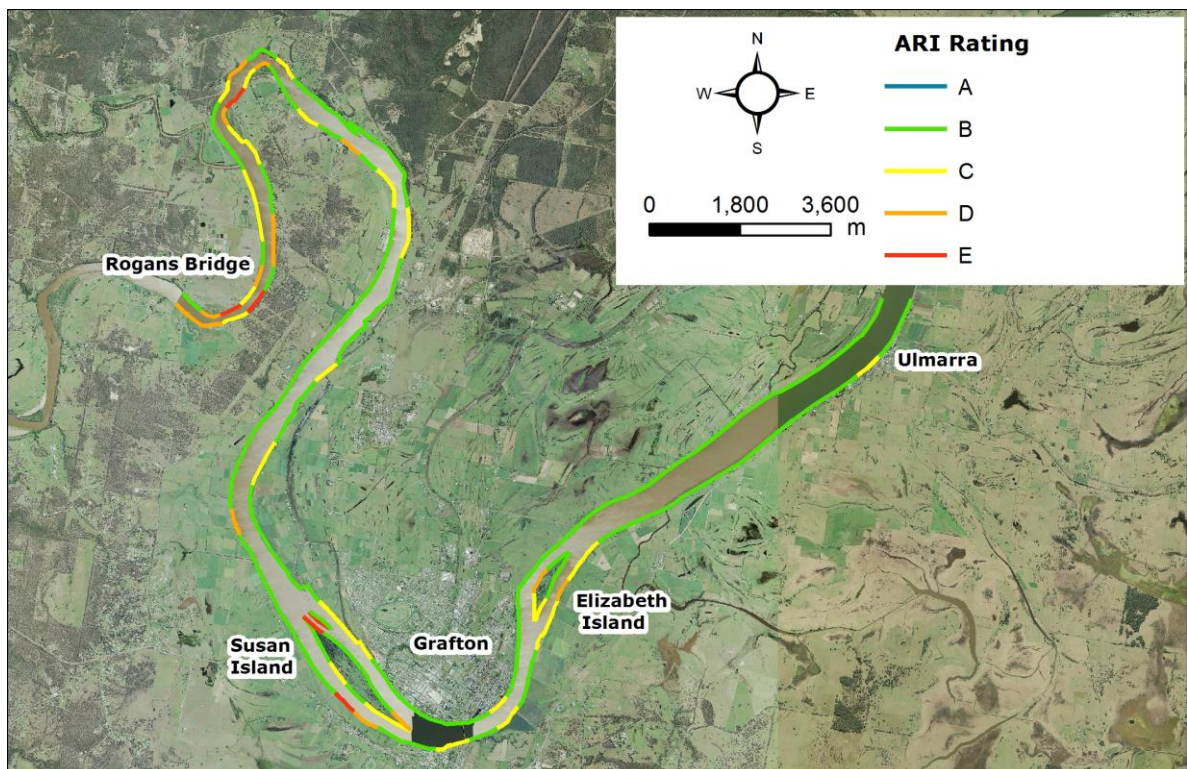 ARI Rating
N
W
E
S
A
B
C
D
E
0 1,800 3,600
m
Rogans Bridge
Ulmarra
Elizabeth
Island
Grafton
Susan
Island